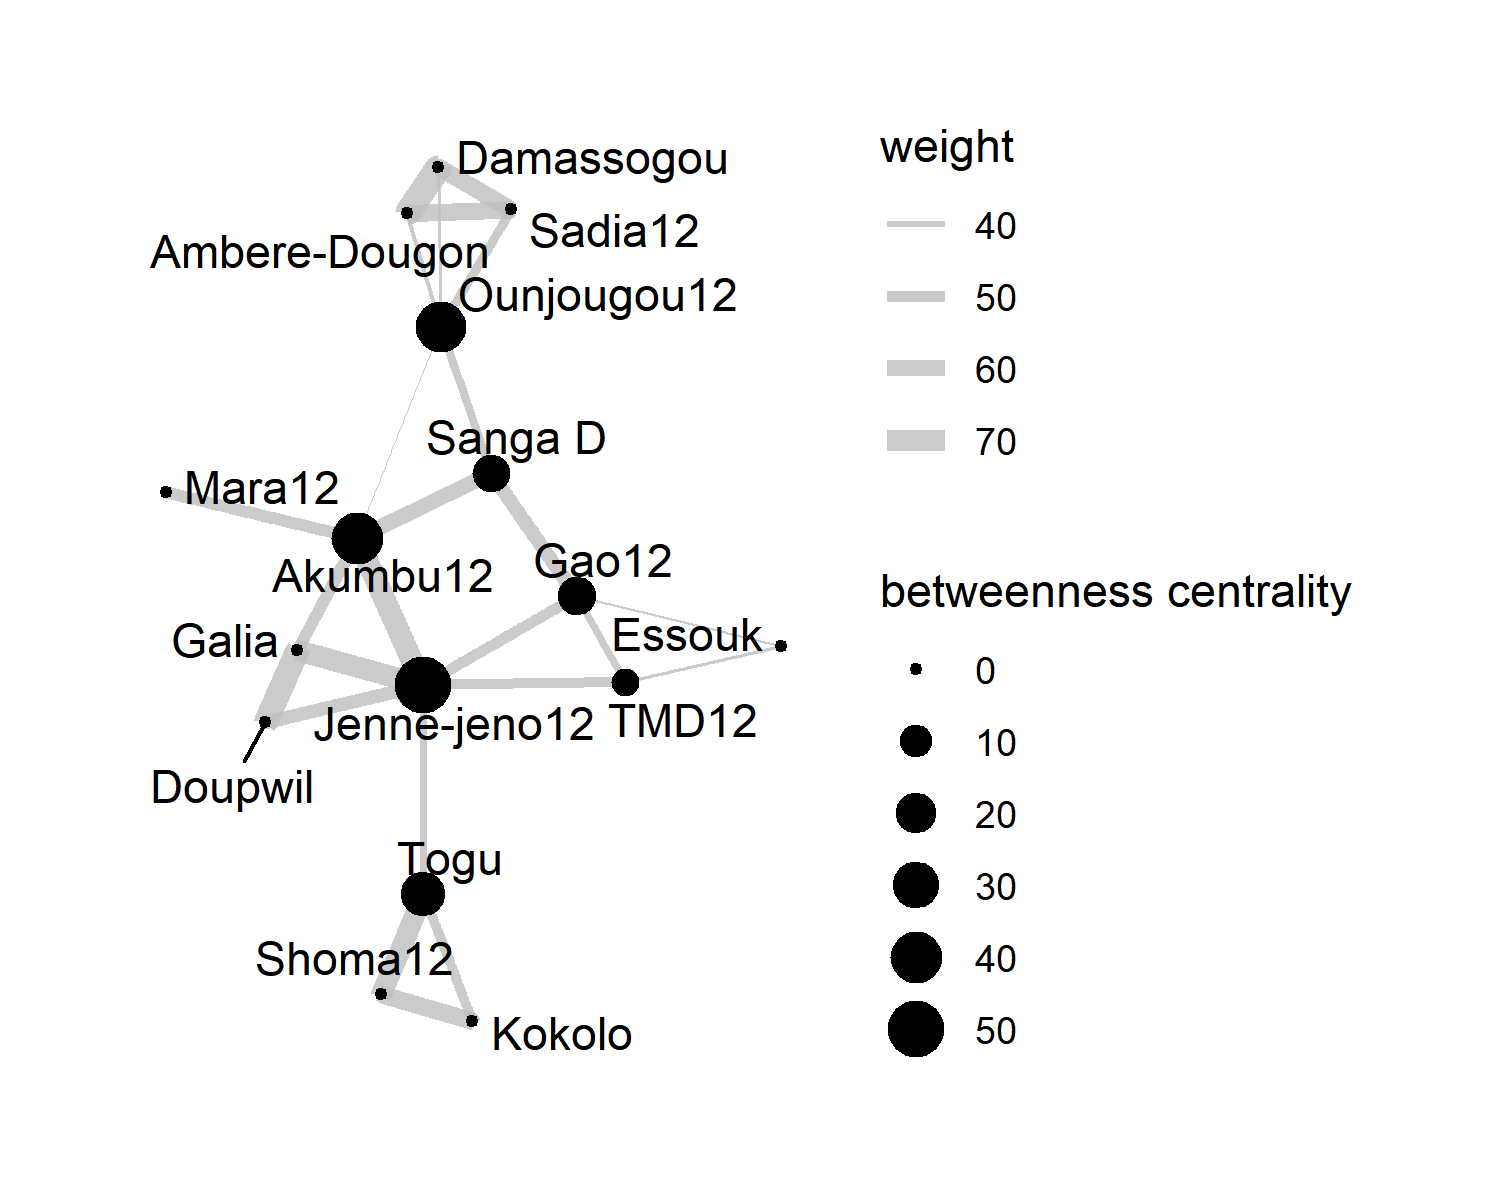 Damassogou
Sadia12
Ambere-Dougon
Ounjougou12
Sanga D
Mara12
Akumbu12
Gao12
Galia
Essouk
Jenne-jeno12
TMD12
Doupwil
Togu
Shoma12
Kokolo
weight
40
50
60
70
betweenness centrality
0
10
20
30
40
50